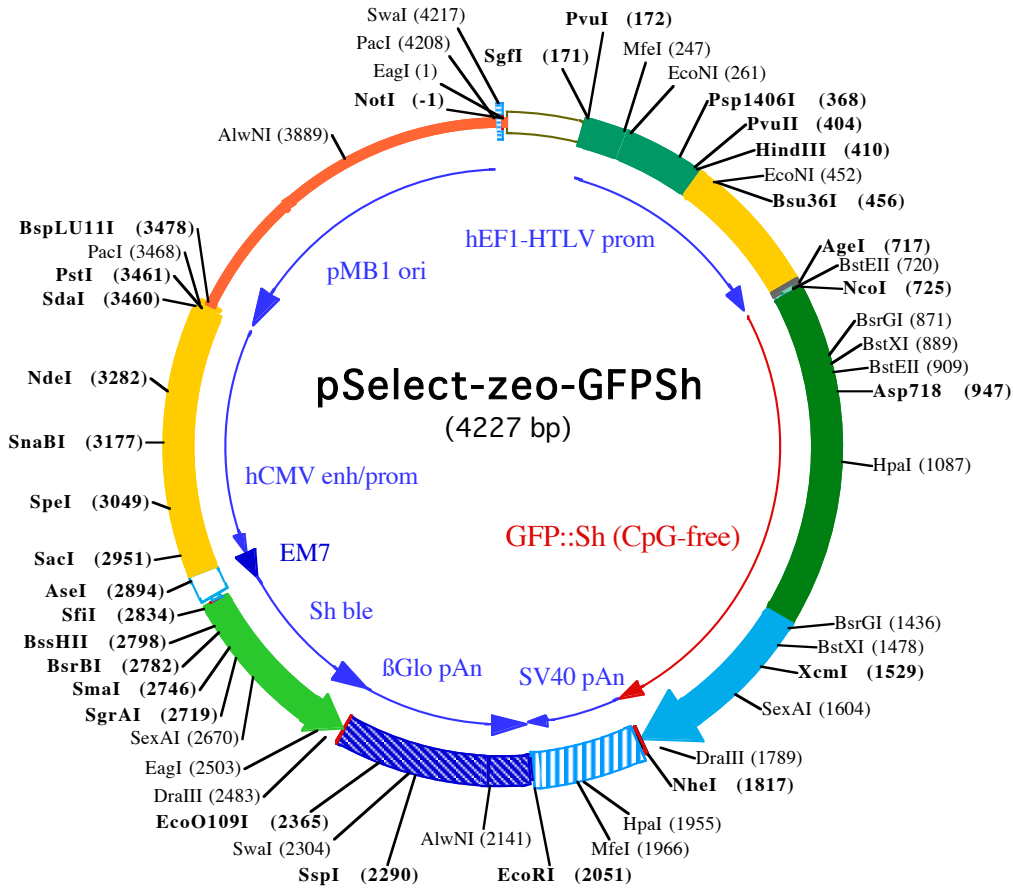 SwaI (4217)
PacI (4208)
EagI (1)
NotI (-1)
SgfI (171)
PvuI (172)
MfeI (247)
EcoNI (261)
Psp1406I (368)
PvuII (404)
HindIII (410)
EcoNI (452)
Bsu36I (456)
AlwNI (3889)
hEF1-HTLV prom
pMB1 ori
BspLU11I (3478)
PacI (3468)
PstI (3461)
SdaI (3460)
AgeI (717)
BstEII (720)
NcoI (725)
BsrGI (871)
BstXI (889)
BstEII (909)
Asp718 (947)
HpaI (1087)
NdeI (3282)
SnaBI (3177)
SpeI (3049)
SacI (2951)
AseI (2894)
SfiI (2834)
BssHII (2798)
BsrBI (2782)
SmaI (2746)
SgrAI (2719)
SexAI (2670)
EagI (2503)
DraIII (2483)
EcoO109I (2365)
SwaI (2304)
SspI (2290)
pSelect-zeo-GFPSh
(4227 bp)
hCMV enh/prom
GFP::Sh (CpG-free)
EM7
Sh ble
ßGlo pAn
SV40 pAn
BsrGI (1436)
BstXI (1478)
XcmI (1529)
SexAI (1604)
DraIII (1789)
NheI (1817)
HpaI (1955)
MfeI (1966)
AlwNI (2141)
EcoRI (2051)